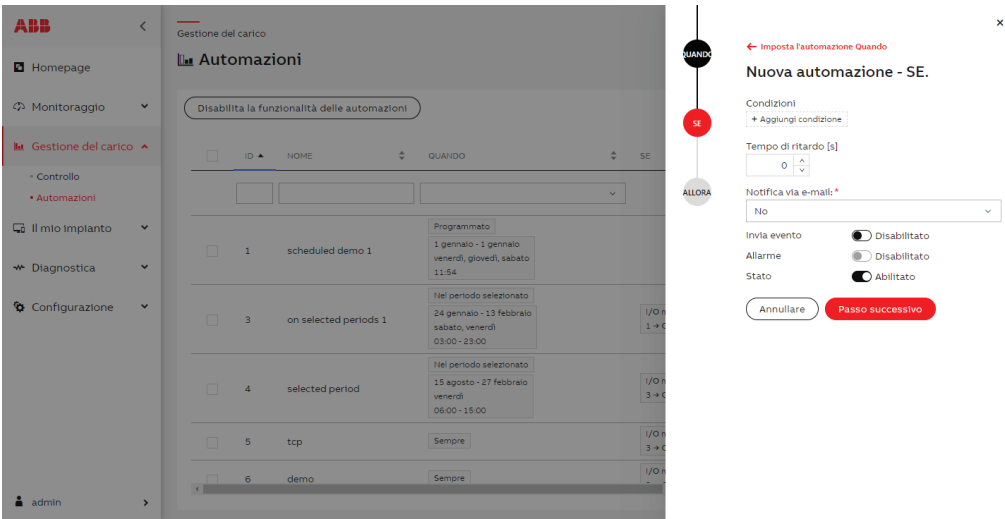 ABB
Homepage
Monitoraggio
Gestione del carico
Controllo
Automazioni
Il mio impianto
Diagnostica
Configurazione
admin
Gestione del carico
Automazioni
Disabilita la funzionalità delle automazioni
ID NOME QUANDO SE
Programmato
1 scheduled demo 1 1 gennaio - 1 gennaio
venerdì, giovedì, sabato
11:54
Nel periodo selezionato
3 on selected periods 1 24 gennaio - 13 febbraio I/O
sabato, venerdì 1 →
03:00 - 23:00
Nel periodo selezionato
4 selected period 15 agosto - 27 febbraio I/O
venerdì 3 →
06:00 - 15:00
5 tcp Sempre I/O
3 →
6 demo Sempre I/O
QUANDO
SE
ALLORA
×
← Imposta l'automazione Quando
Nuova automazione - SE.
Condizioni
+ Aggiungi condizione
Tempo di ritardo [s]
0
Notifica via e-mail: *
No
Invia evento Disabilitato
Allarme Disabilitato
Stato Abilitato
Annullare Passo successivo